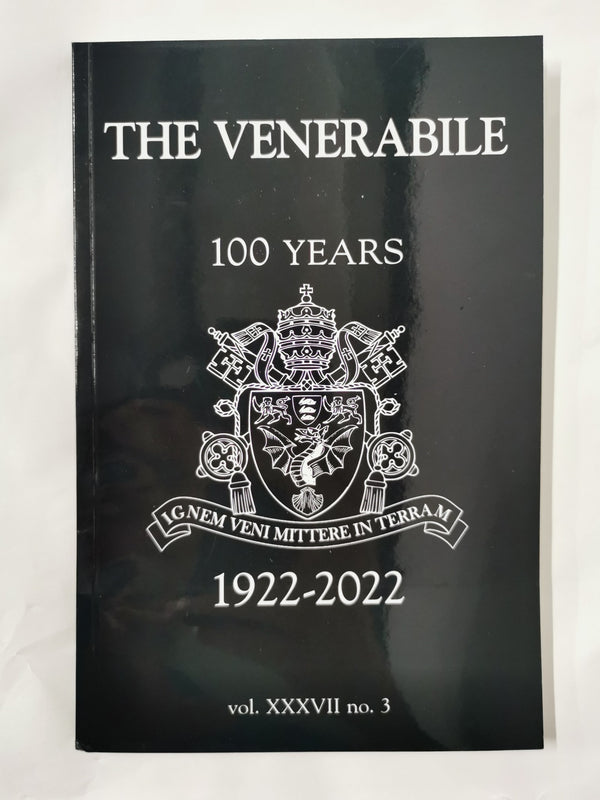 THE VENERABILE
100 YEARS
IGNEM VENI MITTERE IN TERRAM
1922-2022
vol. XXXVII no. 3